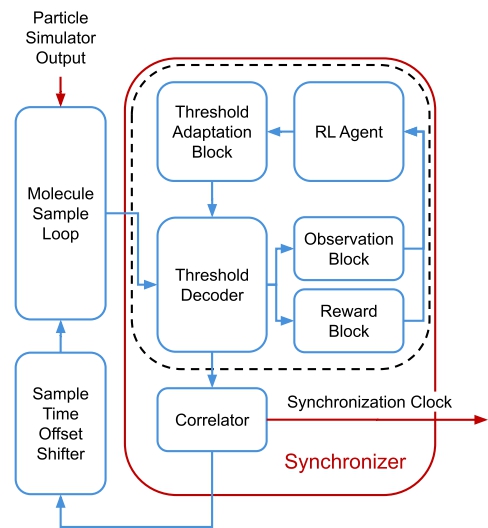 Particle
Simulator
Output
Threshold
Adaptation
Block
RL Agent
Molecule
Sample
Loop
Threshold
Decoder
Observation
Block
Reward
Block
Sample
Time
Offset
Shifter
Correlator
Synchronization Clock
Synchronizer